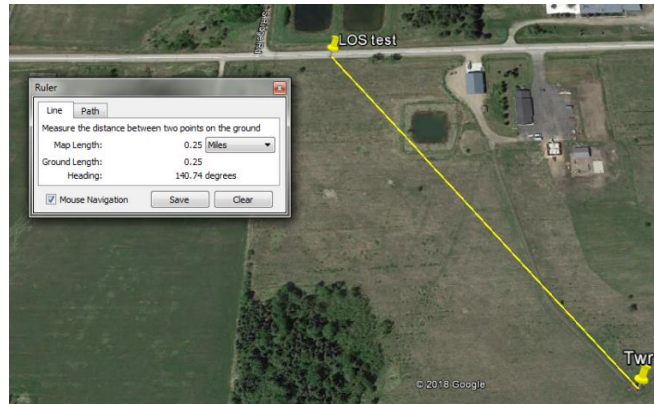 LOS test
Ruler
Line Path
Measure the distance between two points on the ground
Map Length: 0.25 Miles
Ground Length: 0.25
Heading: 140.74 degrees
Mouse Navigation Save Clear
Twr
© 2018 Google